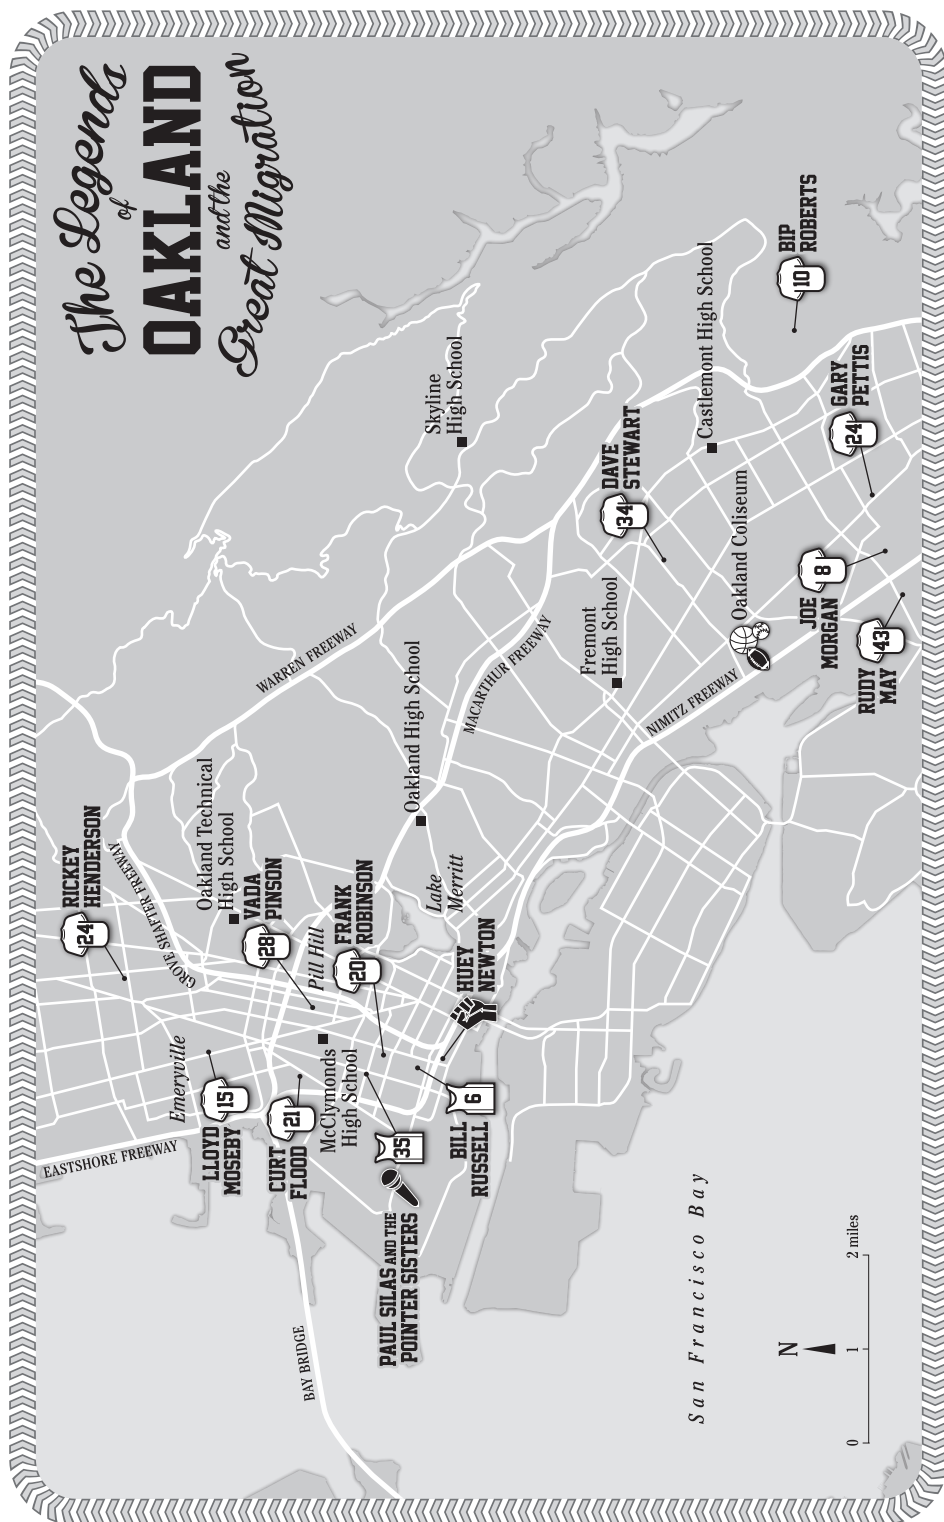 The Legends
of
OAKLAND
and the
Great Migration
RICKEY
HENDERSON
24
GROVE SHAFTER FREEWAY
Oakland Technical
High School
VADA
PINSON
28
Pill Hill
FRANK
ROBINSON
20
Lake
Merritt
HUEY
NEWTON
Emeryville
EASTSHORE FREEWAY
LLOYD
MOSEBY
15
CURT
FLOOD
21
McClymonds
High School
35
PAUL SILAS AND THE
POINTER SISTERS
BILL
RUSSELL
6
BAY BRIDGE
WARREN FREEWAY
Oakland High School
MACARTHUR FREEWAY
Skyline
High School
Fremont
High School
DAVE
STEWART
34
Castlemont High School
Oakland Coliseum
NIMITZ FREEWAY
BIP
ROBERTS
10
GARY
PETTIS
24
JOE
MORGAN
8
RUDY
MAY
43
San Francisco Bay
N
0 1 2 miles